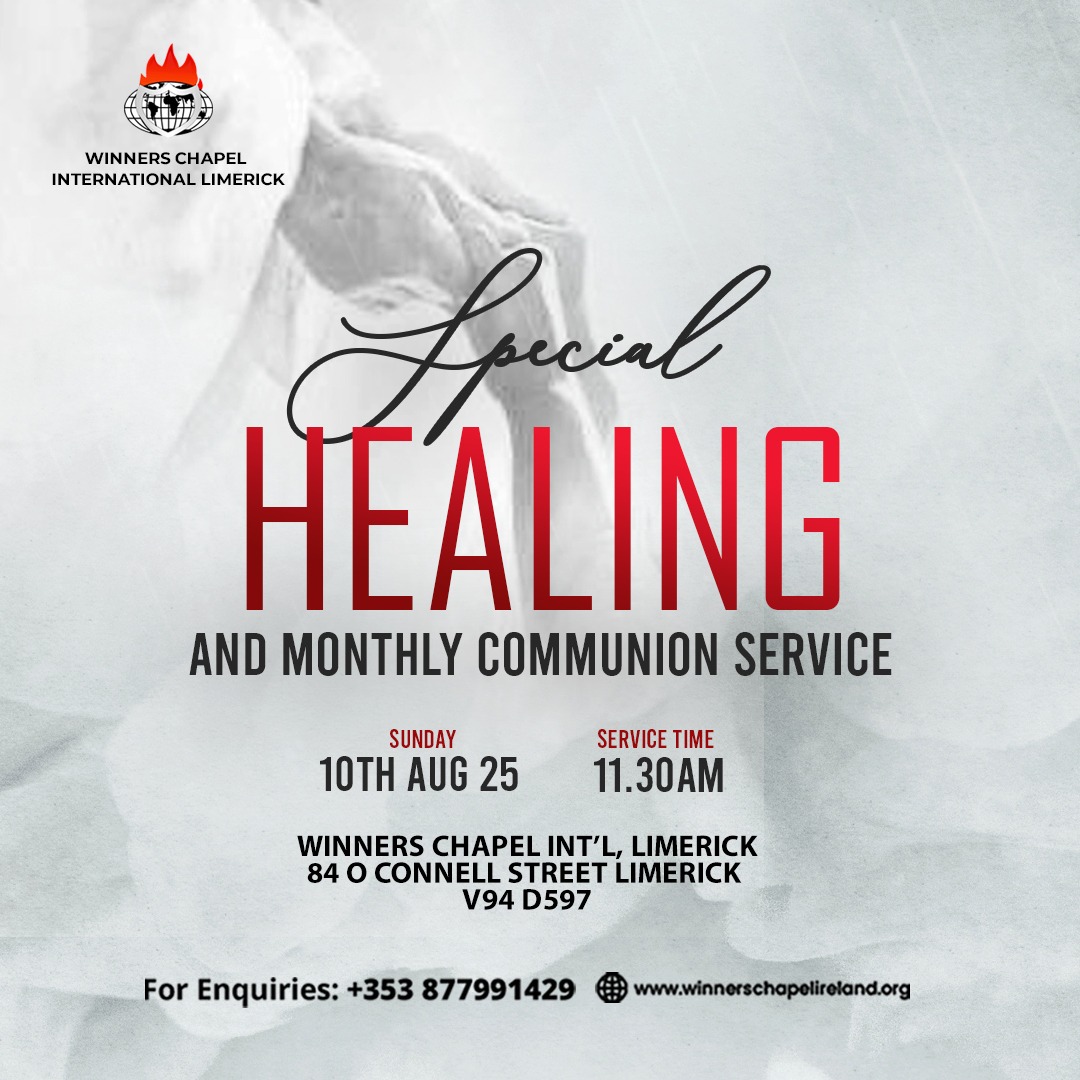 WINNERS CHAPEL
INTERNATIONAL LIMERICK
Special
HEALING
AND MONTHLY COMMUNION SERVICE
SUNDAY
10TH AUG 25
SERVICE TIME
11.30AM
WINNERS CHAPEL INT'L, LIMERICK
84 O CONNELL STREET LIMERICK
V94 D597
For Enquiries: +353 877991429 www.winnerschapelireland.org